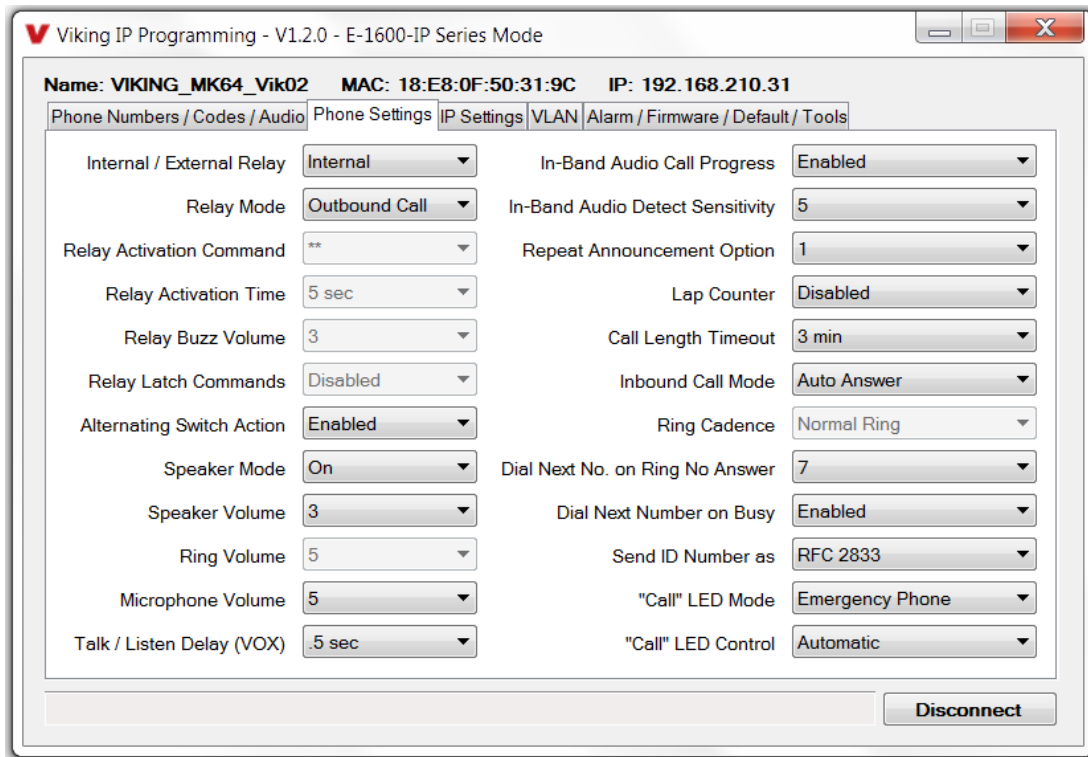 Viking IP Programming - V1.2.0 - E-1600-IP Series Mode
Name: VIKING_MK64_Vik02 MAC: 18:E8:0F:50:31:9C IP: 192.168.210.31
Phone Numbers / Codes / Audio Phone Settings IP Settings VLAN Alarm / Firmware / Default / Tools
Internal / External Relay Internal
Relay Mode Outbound Call
Relay Activation Command **
Relay Activation Time 5 sec
Relay Buzz Volume 3
Relay Latch Commands Disabled
Alternating Switch Action Enabled
Speaker Mode On
Speaker Volume 3
Ring Volume 5
Microphone Volume 5
Talk / Listen Delay (VOX) .5 sec
In-Band Audio Call Progress Enabled
In-Band Audio Detect Sensitivity 5
Repeat Announcement Option 1
Lap Counter Disabled
Call Length Timeout 3 min
Inbound Call Mode Auto Answer
Ring Cadence Normal Ring
Dial Next No. on Ring No Answer 7
Dial Next Number on Busy Enabled
Send ID Number as RFC 2833
"Call" LED Mode Emergency Phone
"Call" LED Control Automatic
Disconnect